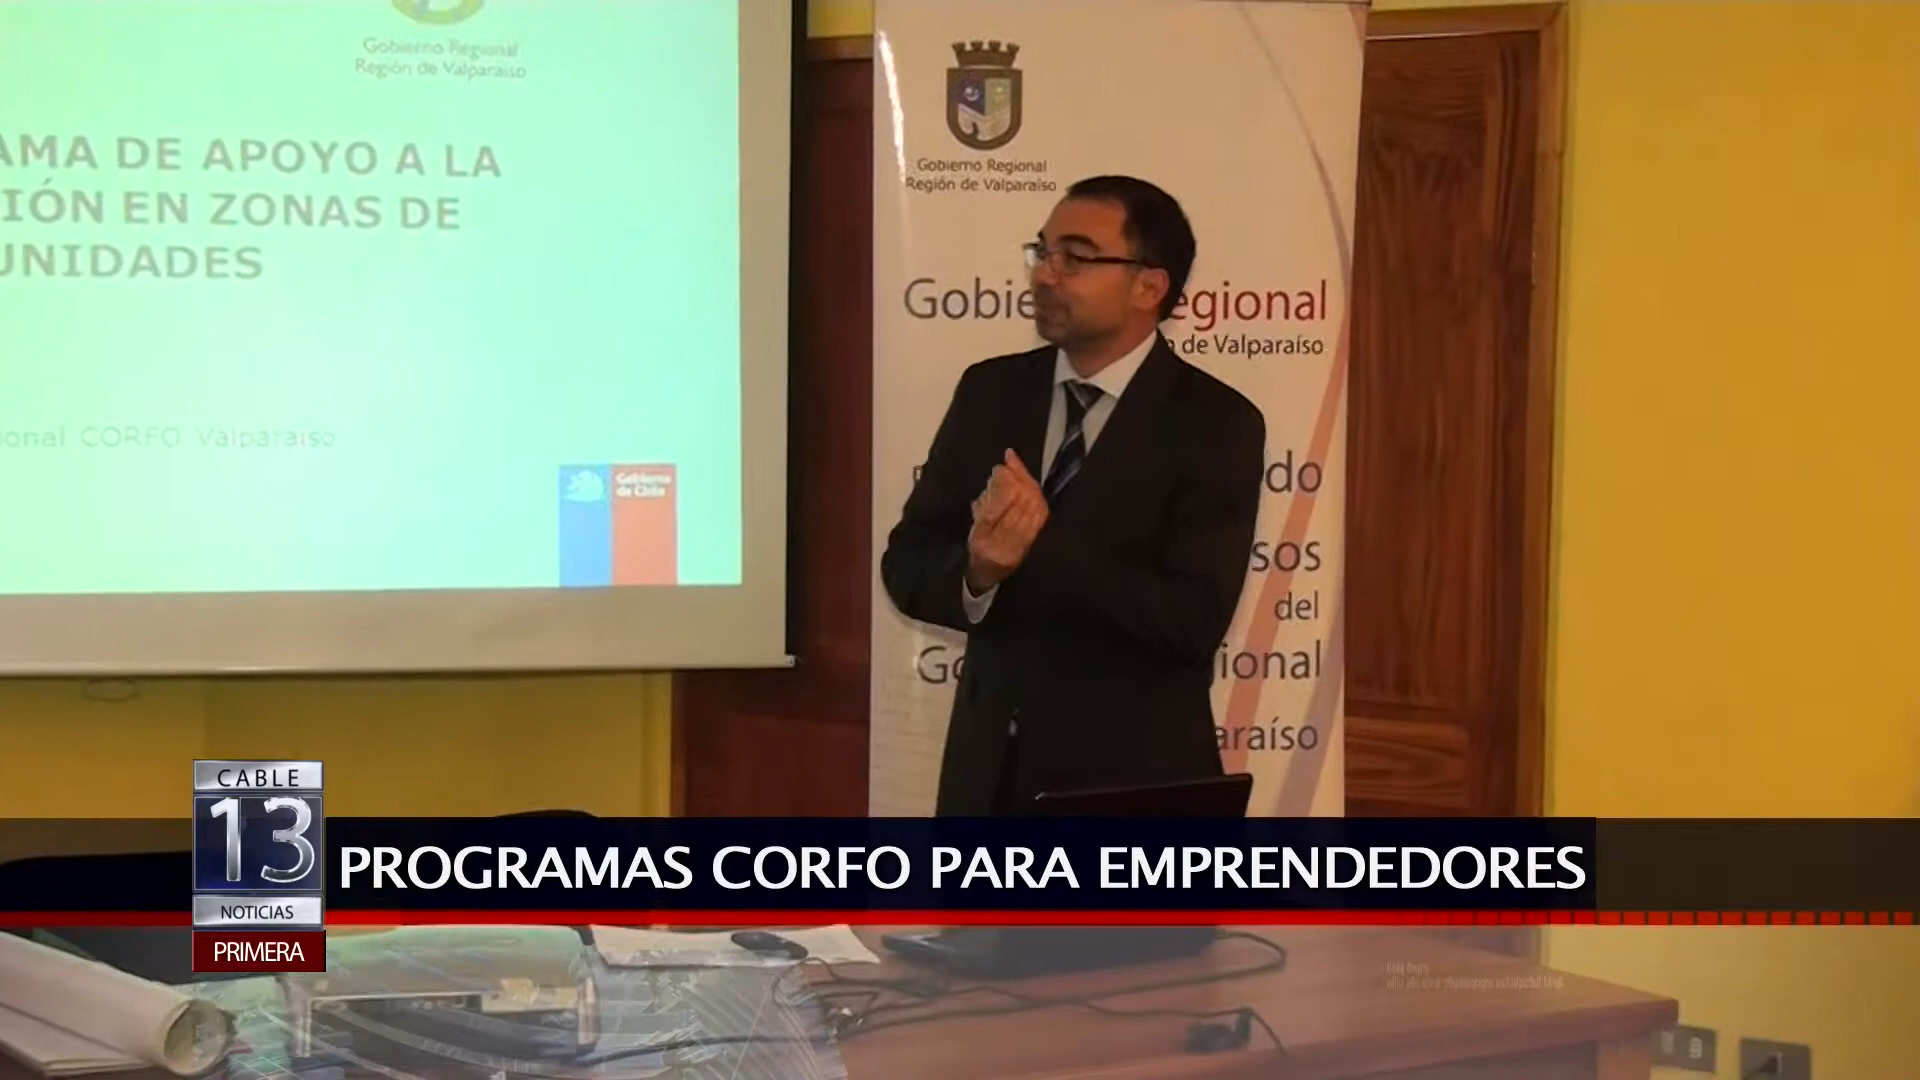 Gobierno Regional
Región de Valparaíso
AMA DE APOYO A LA
IÓN EN ZONAS DE
UNIDADES
ional CORFO Valparaíso
Gobierno
de Chile
Gobierno Regional
Región de Valparaíso
Gobie egional
de Valparaíso
do
sos
del
Go ional
araíso
CABLE
13
NOTICIAS
PRIMERA
PROGRAMAS CORFO PARA EMPRENDEDORES